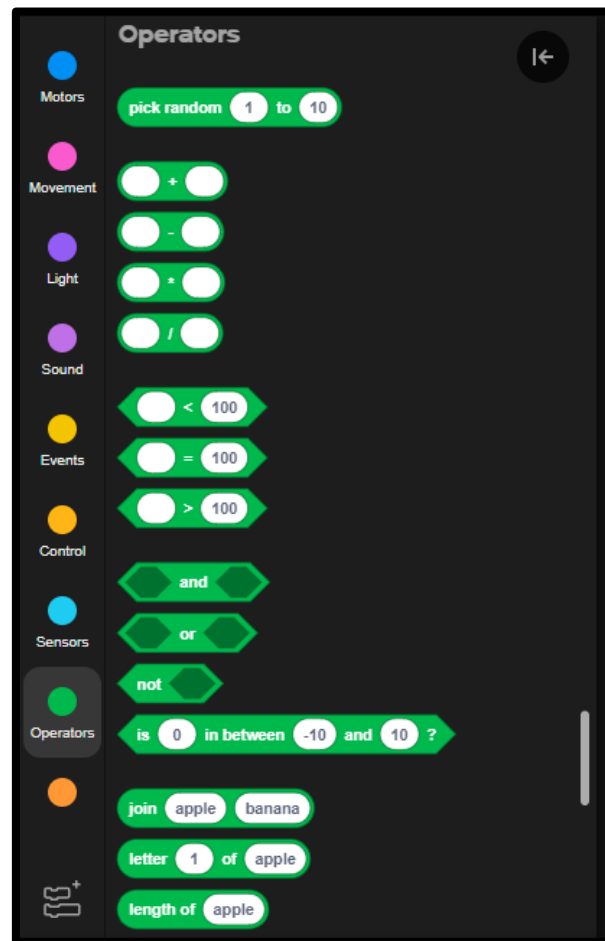 Operators
Motors
Movement
Light
Sound
Events
Control
Sensors
Operators
pick random 1 to 10
+
-
*
/
< 100
= 100
> 100
and
or
not
is 0 in between -10 and 10 ?
join apple banana
letter 1 of apple
length of apple